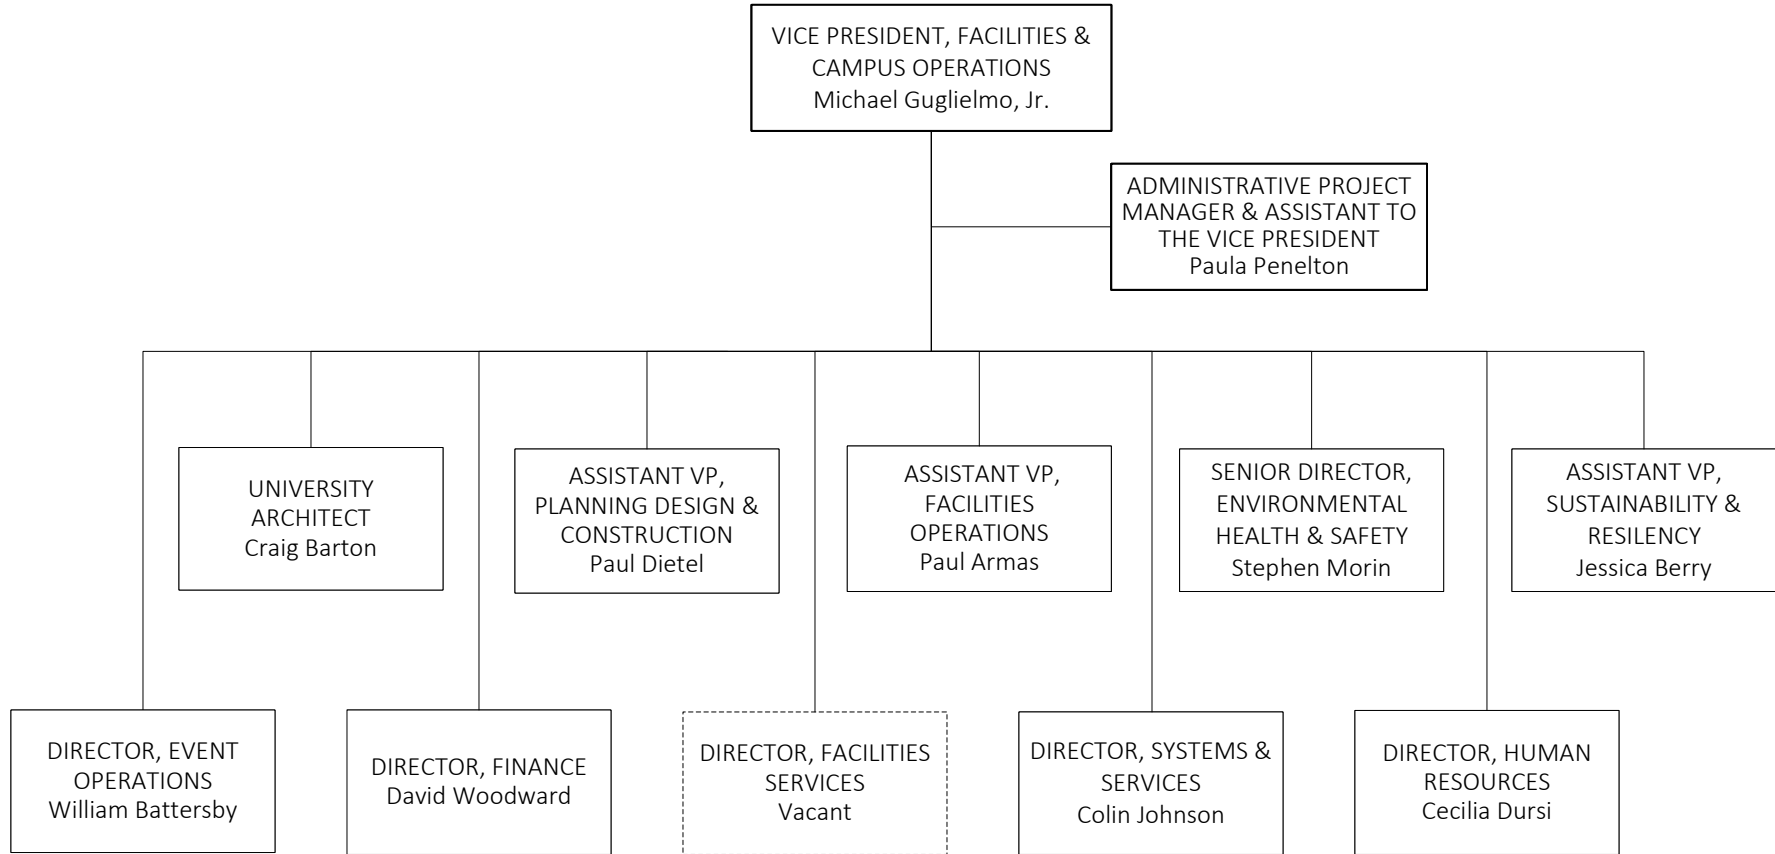 VICE PRESIDENT, FACILITIES &
CAMPUS OPERATIONS
Michael Guglielmo, Jr.
ADMINISTRATIVE PROJECT
MANAGER & ASSISTANT TO
THE VICE PRESIDENT
Paula Penelton
UNIVERSITY
ARCHITECT
Craig Barton
ASSISTANT VP,
PLANNING DESIGN &
CONSTRUCTION
Paul Dietel
ASSISTANT VP,
FACILITIES
OPERATIONS
Paul Armas
SENIOR DIRECTOR,
ENVIRONMENTAL
HEALTH & SAFETY
Stephen Morin
ASSISTANT VP,
SUSTAINABILITY &
RESILENCY
Jessica Berry
DIRECTOR, EVENT
OPERATIONS
William Battersby
DIRECTOR, FINANCE
David Woodward
DIRECTOR, FACILITIES
SERVICES
Vacant
DIRECTOR, SYSTEMS &
SERVICES
Colin Johnson
DIRECTOR, HUMAN
RESOURCES
Cecilia Dursi